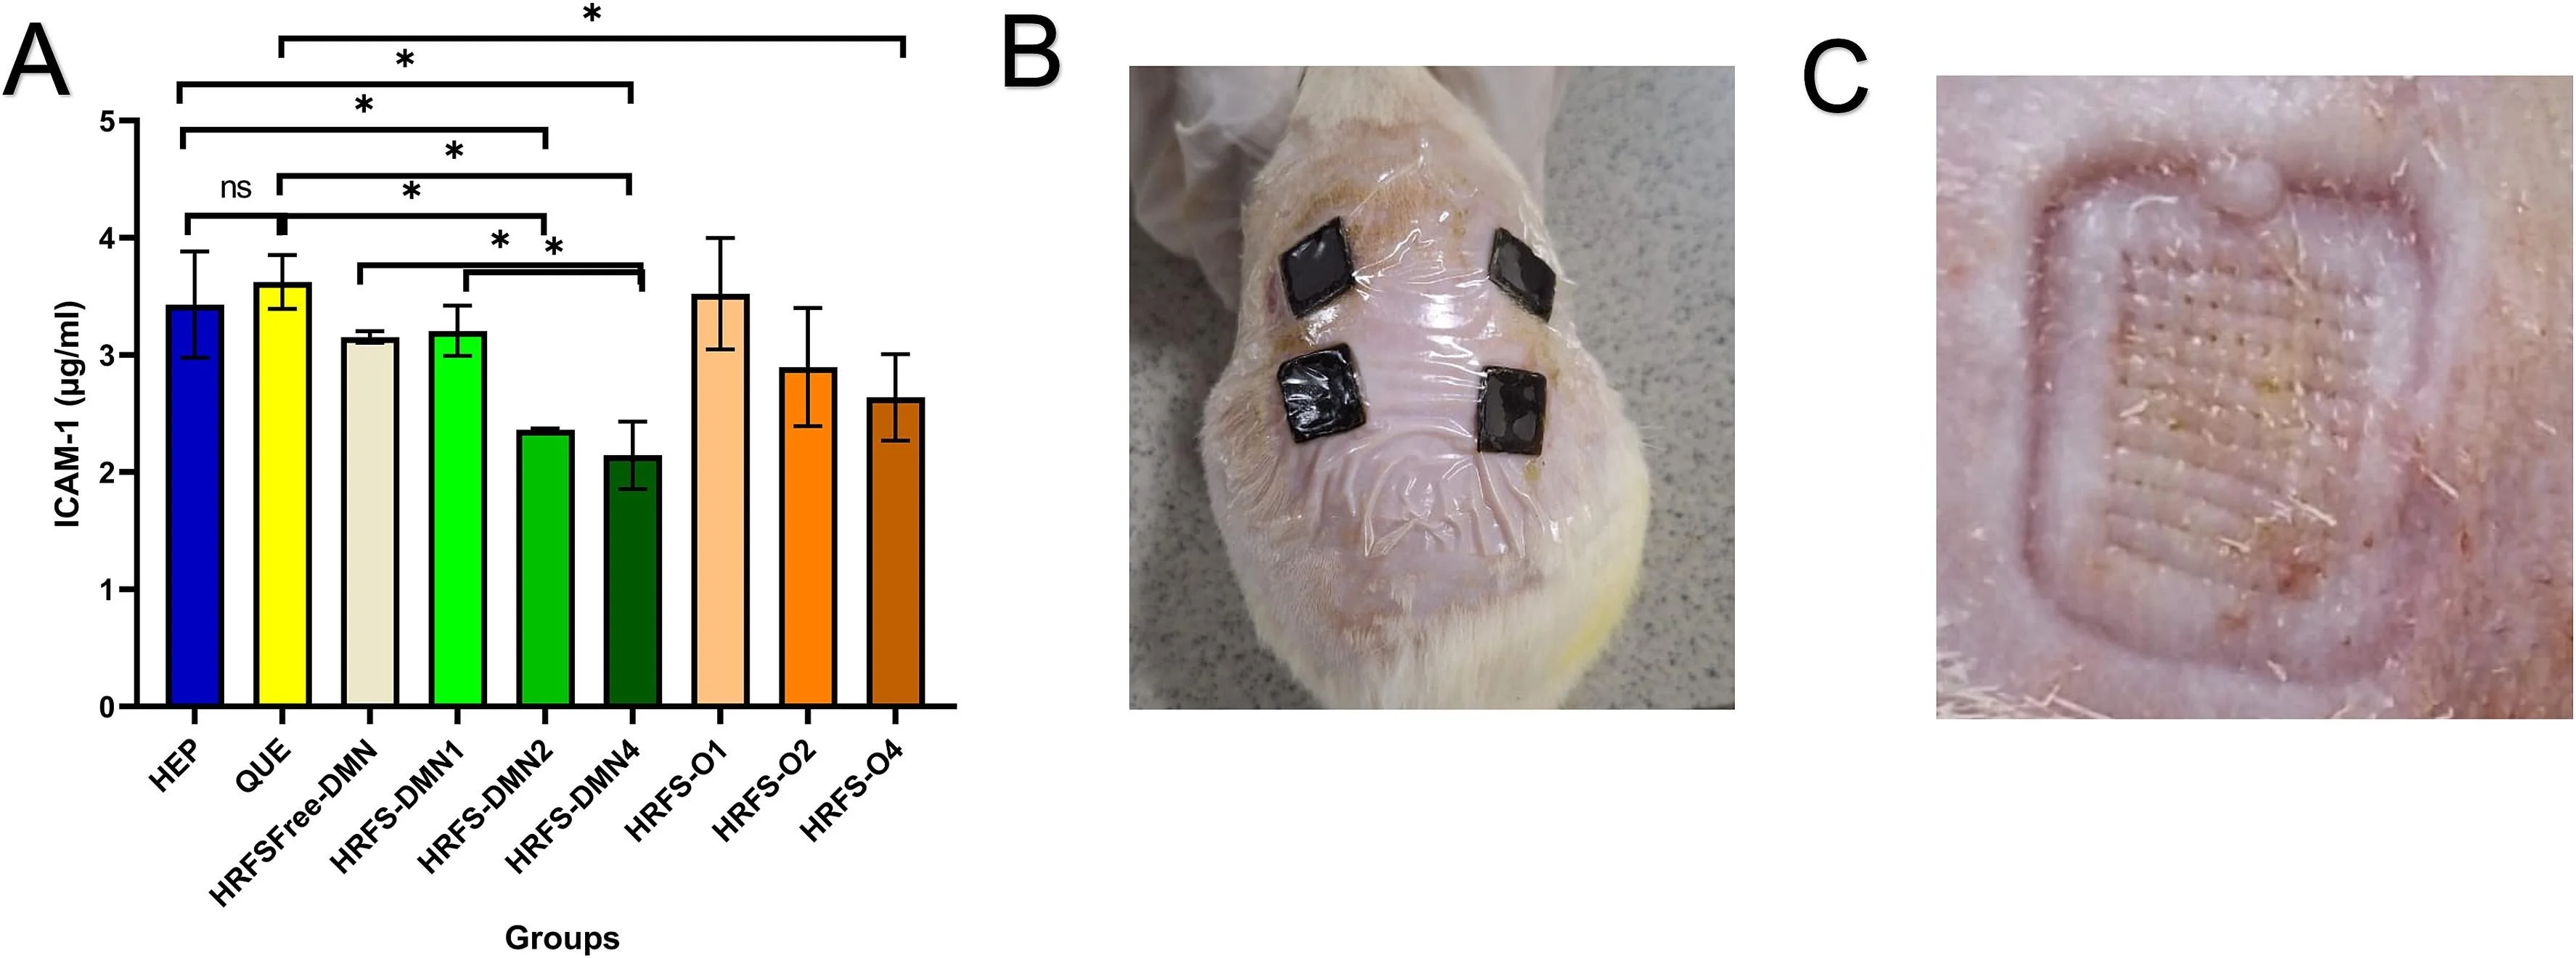 A
B
C
*
*
*
*
ns
*
* *
5
4
3
2
1
0
ICAM-1 (µg/ml)
HEP
QUE
HRFSFree-DMN
HRFS-DMN1
HRFS-DMN2
HRFS-DMN4
HRFS-O1
HRFS-O2
HRFS-O4
Groups